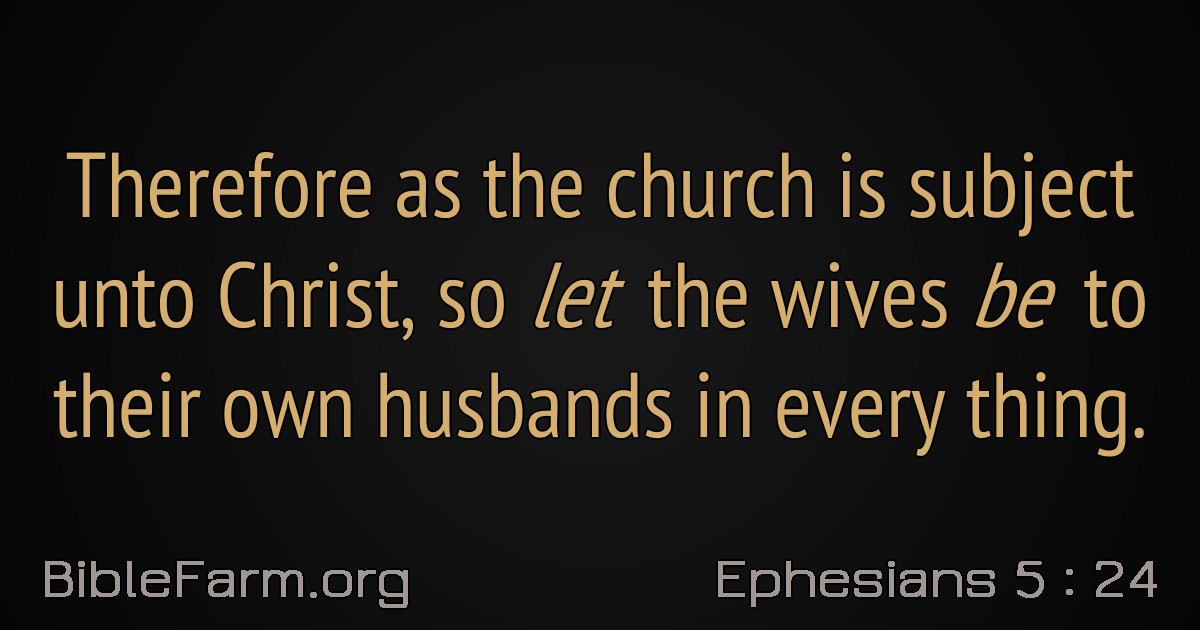 Therefore as the church is subject
unto Christ, so let the wives be to
their own husbands in every thing.
BibleFarm.org
Ephesians 5 : 24